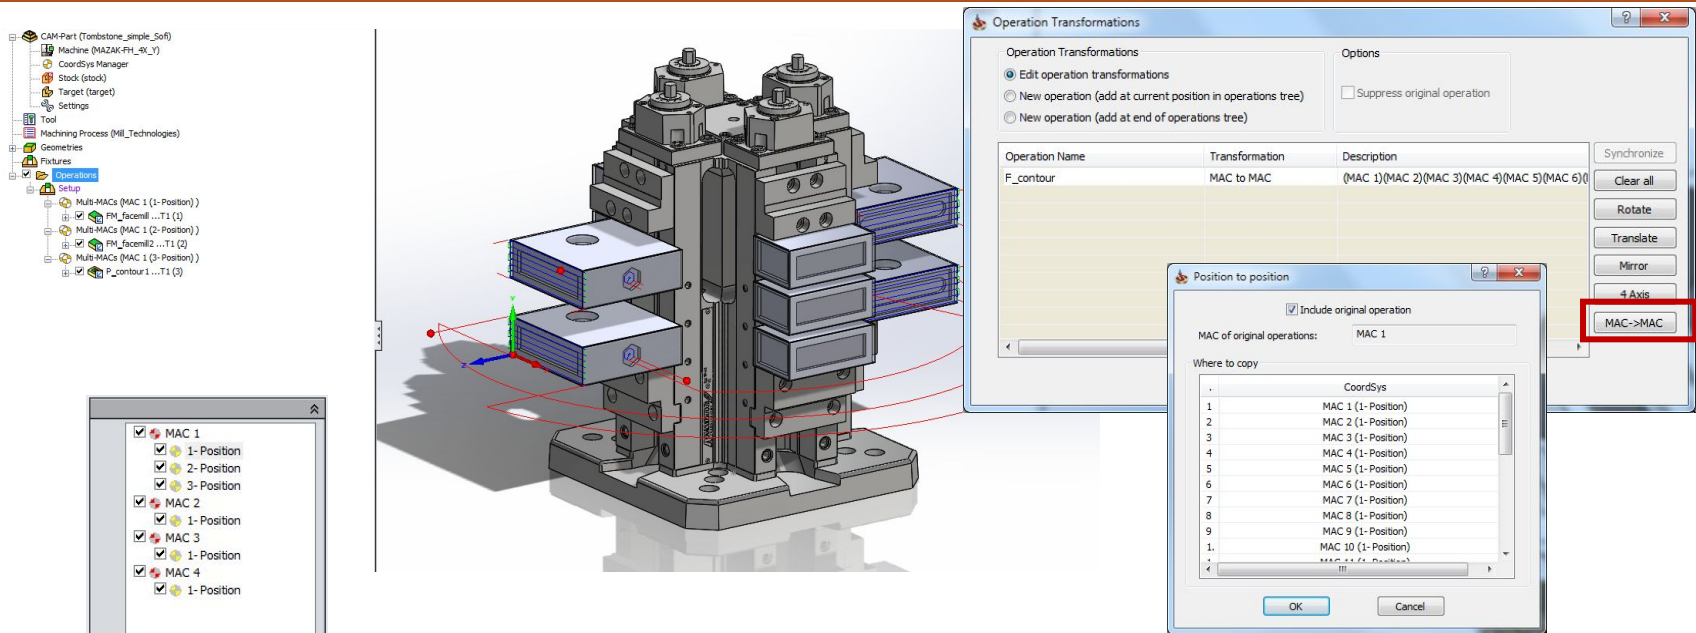 CAM-Part (Tombstone_simple_Sofi)
Machine (MAZAK-FH_4X_Y)
CoordSys Manager
Stock (stock)
Target (target)
Settings
Tool
Machining Process (Mill_Technologies)
Geometries
Fixtures
Operations
Setup
Multi-MACs (MAC 1 (1- Position) )
FM_facemill ...T1 (1)
Multi-MACs (MAC 1 (2- Position) )
FM_facemill2 ...T1 (2)
Multi-MACs (MAC 1 (3- Position) )
P_contour1 ...T1 (3)
MAC 1
1- Position
2- Position
3- Position
MAC 2
1- Position
MAC 3
1- Position
MAC 4
1- Position
Y
Z
Operation Transformations
Operation Transformations
Edit operation transformations
New operation (add at current position in operations tree)
New operation (add at end of operations tree)
Options
Suppress original operation
Operation Name Transformation Description
F_contour MAC to MAC (MAC 1)(MAC 2)(MAC 3)(MAC 4)(MAC 5)(MAC 6)(
Synchronize
Clear all
Rotate
Translate
Mirror
4 Axis
MAC->MAC
Position to position
Include original operation
MAC of original operations: MAC 1
Where to copy
. CoordSys
1 MAC 1 (1- Position)
2 MAC 2 (1- Position)
3 MAC 3 (1- Position)
4 MAC 4 (1- Position)
5 MAC 5 (1- Position)
6 MAC 6 (1- Position)
7 MAC 7 (1- Position)
8 MAC 8 (1- Position)
9 MAC 9 (1- Position)
1. MAC 10 (1- Position)
1. MAC 11 (1- Position)
OK Cancel